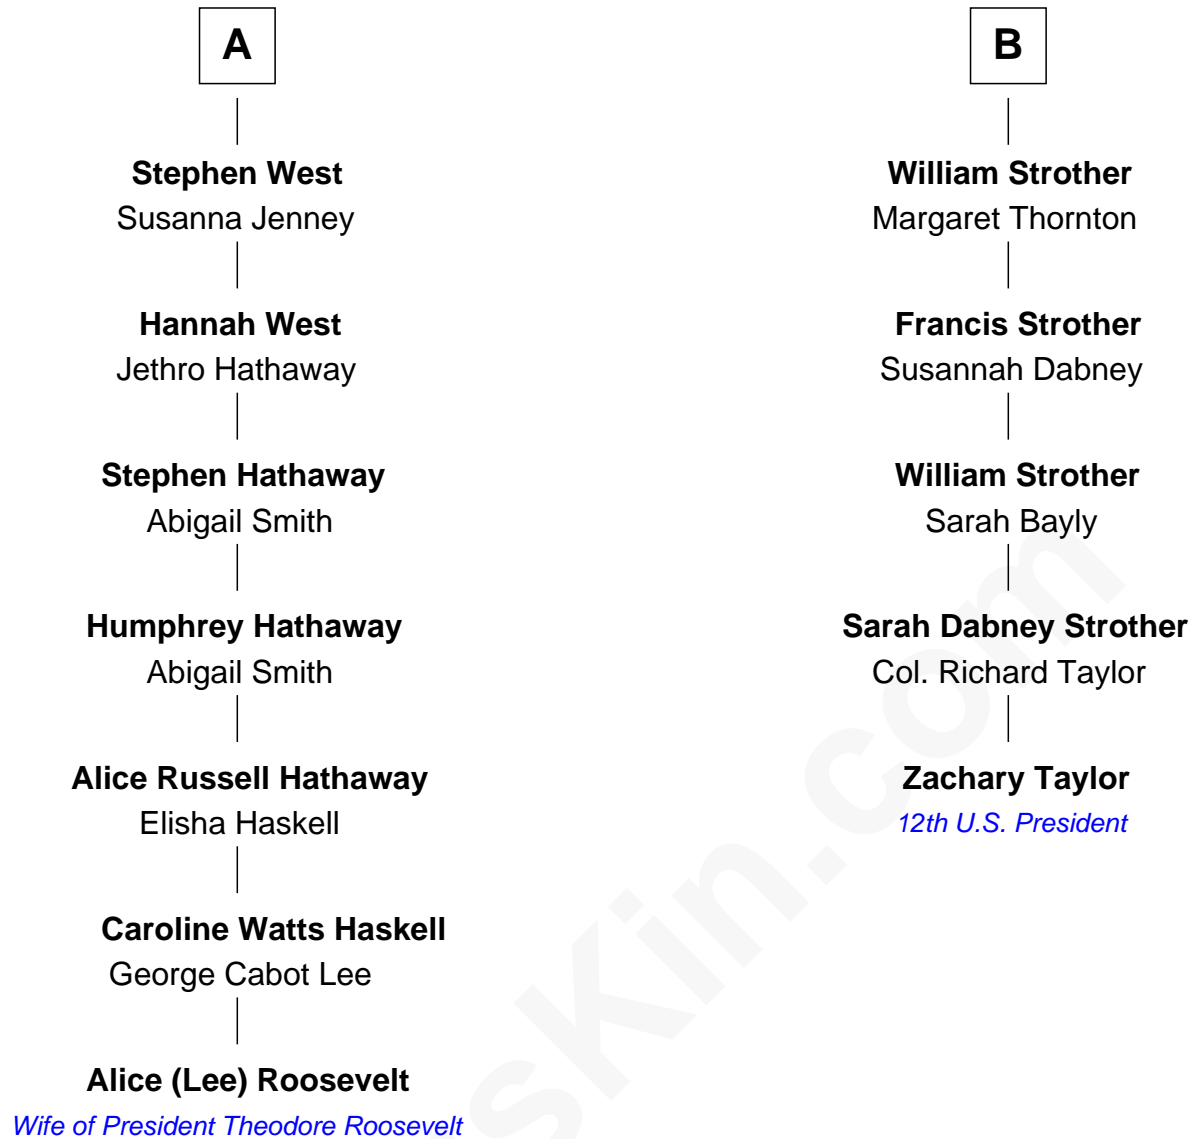 A
Stephen West
Susanna Jenney
Hannah West
Jethro Hathaway
Stephen Hathaway
Abigail Smith
Humphrey Hathaway
Abigail Smith
Alice Russell Hathaway
Elisha Haskell
Caroline Watts Haskell
George Cabot Lee
Alice (Lee) Roosevelt
Wife of President Theodore Roosevelt
B
William Strother
Margaret Thornton
Francis Strother
Susannah Dabney
William Strother
Sarah Bayly
Sarah Dabney Strother
Col. Richard Taylor
Zachary Taylor
12th U.S. President
sKin.com